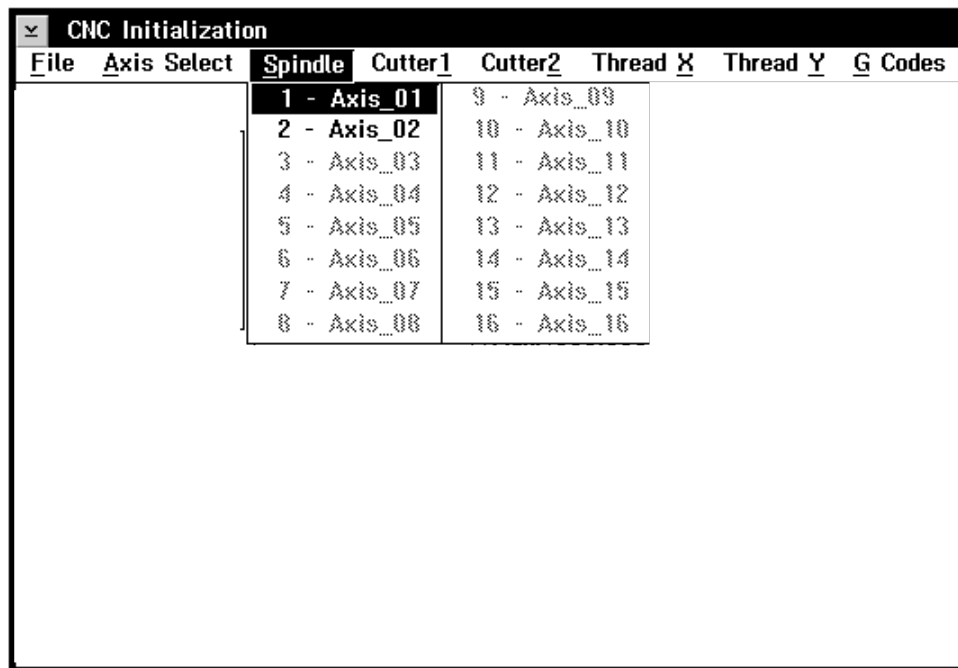 CNC Initialization
File Axis Select Spindle Cutter1 Cutter2 Thread X Thread Y G Codes
1 - Axis_01 9 - Axis_09
2 - Axis_02 10 - Axis_10
3 - Axis_03 11 - Axis_11
4 - Axis_04 12 - Axis_12
5 - Axis_05 13 - Axis_13
6 - Axis_06 14 - Axis_14
7 - Axis_07 15 - Axis_15
8 - Axis_08 16 - Axis_16